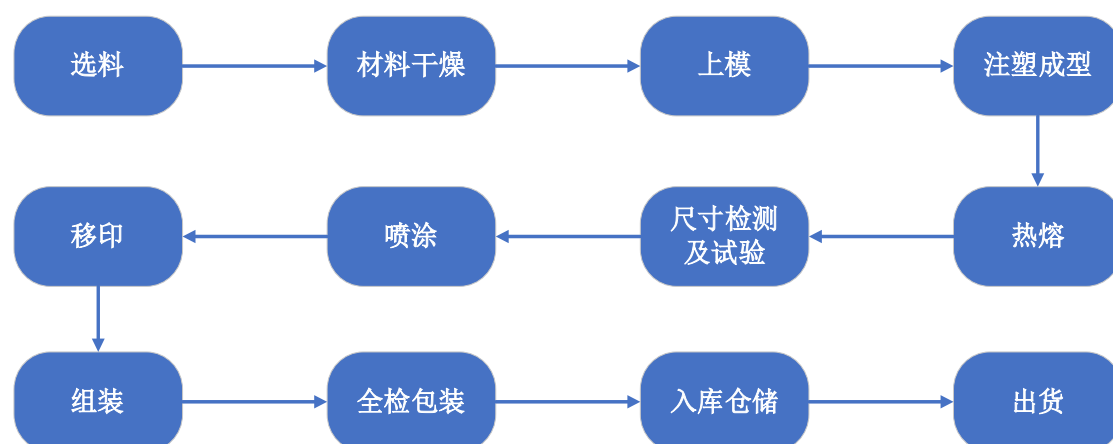 选料
材料干燥
上模
注塑成型
热熔
尺寸检测
及试验
喷涂
移印
组装
全检包装
入库仓储
出货